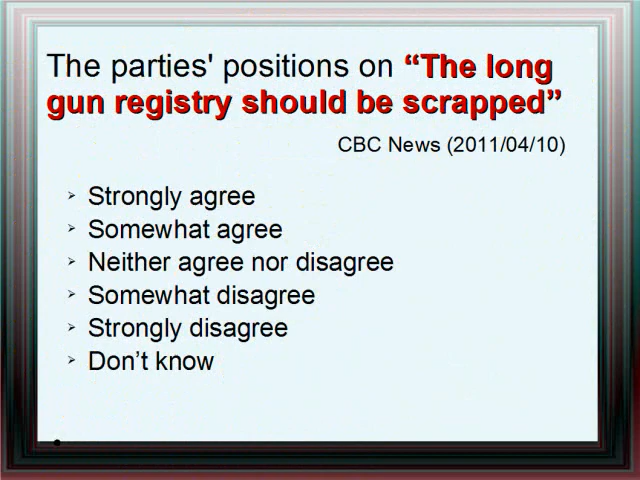 The parties' positions on “The long
gun registry should be scrapped”
CBC News (2011/04/10)
➢ Strongly agree
➢ Somewhat agree
➢ Neither agree nor disagree
➢ Somewhat disagree
➢ Strongly disagree
➢ Don’t know